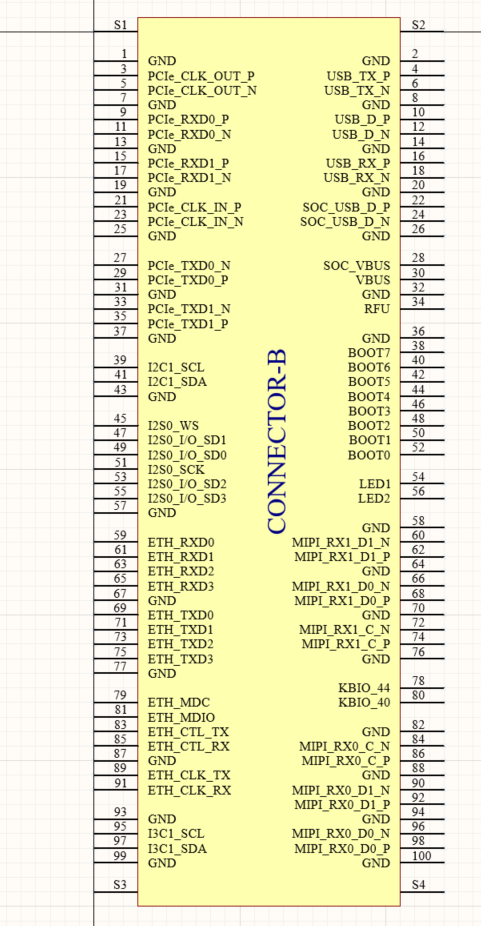 S1 S2
1 GND GND 2
3 PCIe_CLK_OUT_P USB_TX_P 4
5 PCIe_CLK_OUT_N USB_TX_N 6
7 GND GND 8
9 PCIe_RXD0_P USB_D_P 10
11 PCIe_RXD0_N USB_D_N 12
13 GND GND 14
15 PCIe_RXD1_P USB_RX_P 16
17 PCIe_RXD1_N USB_RX_N 18
19 GND GND 20
21 PCIe_CLK_IN_P SOC_USB_D_P 22
23 PCIe_CLK_IN_N SOC_USB_D_N 24
25 GND GND 26
27 PCIe_TXD0_N SOC_VBUS 28
29 PCIe_TXD0_P VBUS 30
31 GND GND 32
33 PCIe_TXD1_N RFU 34
35 PCIe_TXD1_P
37 GND GND 36
BOOT7 38
39 I2C1_SCL BOOT6 40
41 I2C1_SDA BOOT5 42
43 GND BOOT4 44
BOOT3 46
45 I2S0_WS BOOT2 48
47 I2S0_I/O_SD1 BOOT1 50
49 I2S0_I/O_SD0 BOOT0 52
51 I2S0_SCK
53 I2S0_I/O_SD2 LED1 54
55 I2S0_I/O_SD3 LED2 56
57 GND
CONNECTOR-B
GND 58
59 ETH_RXD0 MIPI_RX1_D1_N 60
61 ETH_RXD1 MIPI_RX1_D1_P 62
63 ETH_RXD2 GND 64
65 ETH_RXD3 MIPI_RX1_D0_N 66
67 GND MIPI_RX1_D0_P 68
69 ETH_TXD0 GND 70
71 ETH_TXD1 MIPI_RX1_C_N 72
73 ETH_TXD2 MIPI_RX1_C_P 74
75 ETH_TXD3 GND 76
77 GND
KBIO_44 78
79 ETH_MDC KBIO_40 80
81 ETH_MDIO
83 ETH_CTL_TX GND 82
85 ETH_CTL_RX MIPI_RX0_C_N 84
87 GND MIPI_RX0_C_P 86
89 ETH_CLK_TX GND 88
91 ETH_CLK_RX MIPI_RX0_D1_N 90
MIPI_RX0_D1_P 92
93 GND GND 94
95 I3C1_SCL MIPI_RX0_D0_N 96
97 I3C1_SDA MIPI_RX0_D0_P 98
99 GND GND 100
S3 S4